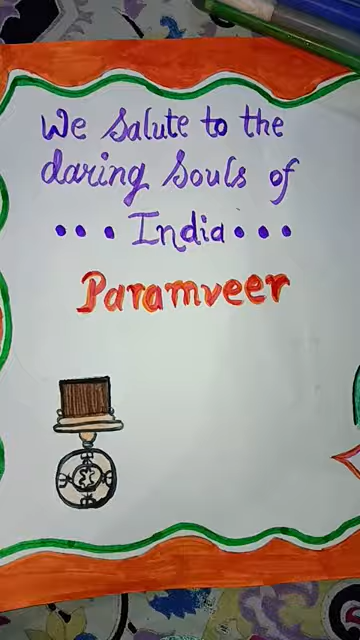 We Salute to the
daring Souls of
•••India•••
Paramveer